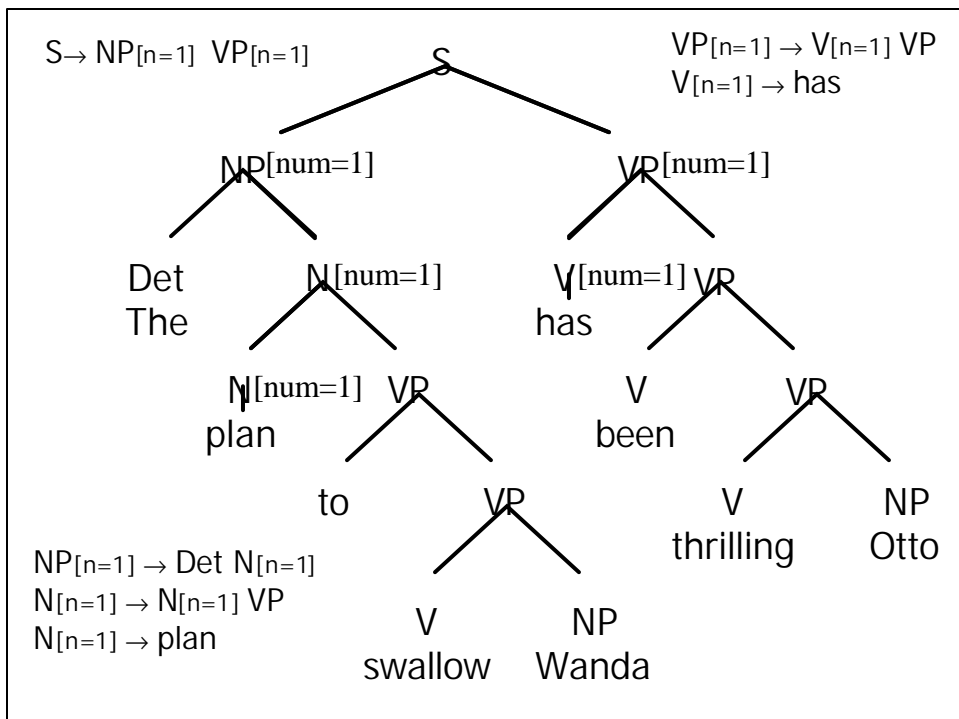 S→ NP[n=1] VP[n=1]
VP[n=1] → V[n=1] VP
V[n=1] → has
S
NP[num=1] VP[num=1]
Det N[num=1] V[num=1] VP
The has
N[num=1] VP V VP
plan been
to VP V NP
thrilling Otto
NP[n=1] → Det N[n=1]
N[n=1] → N[n=1] VP
N[n=1] → plan
V NP
swallow Wanda